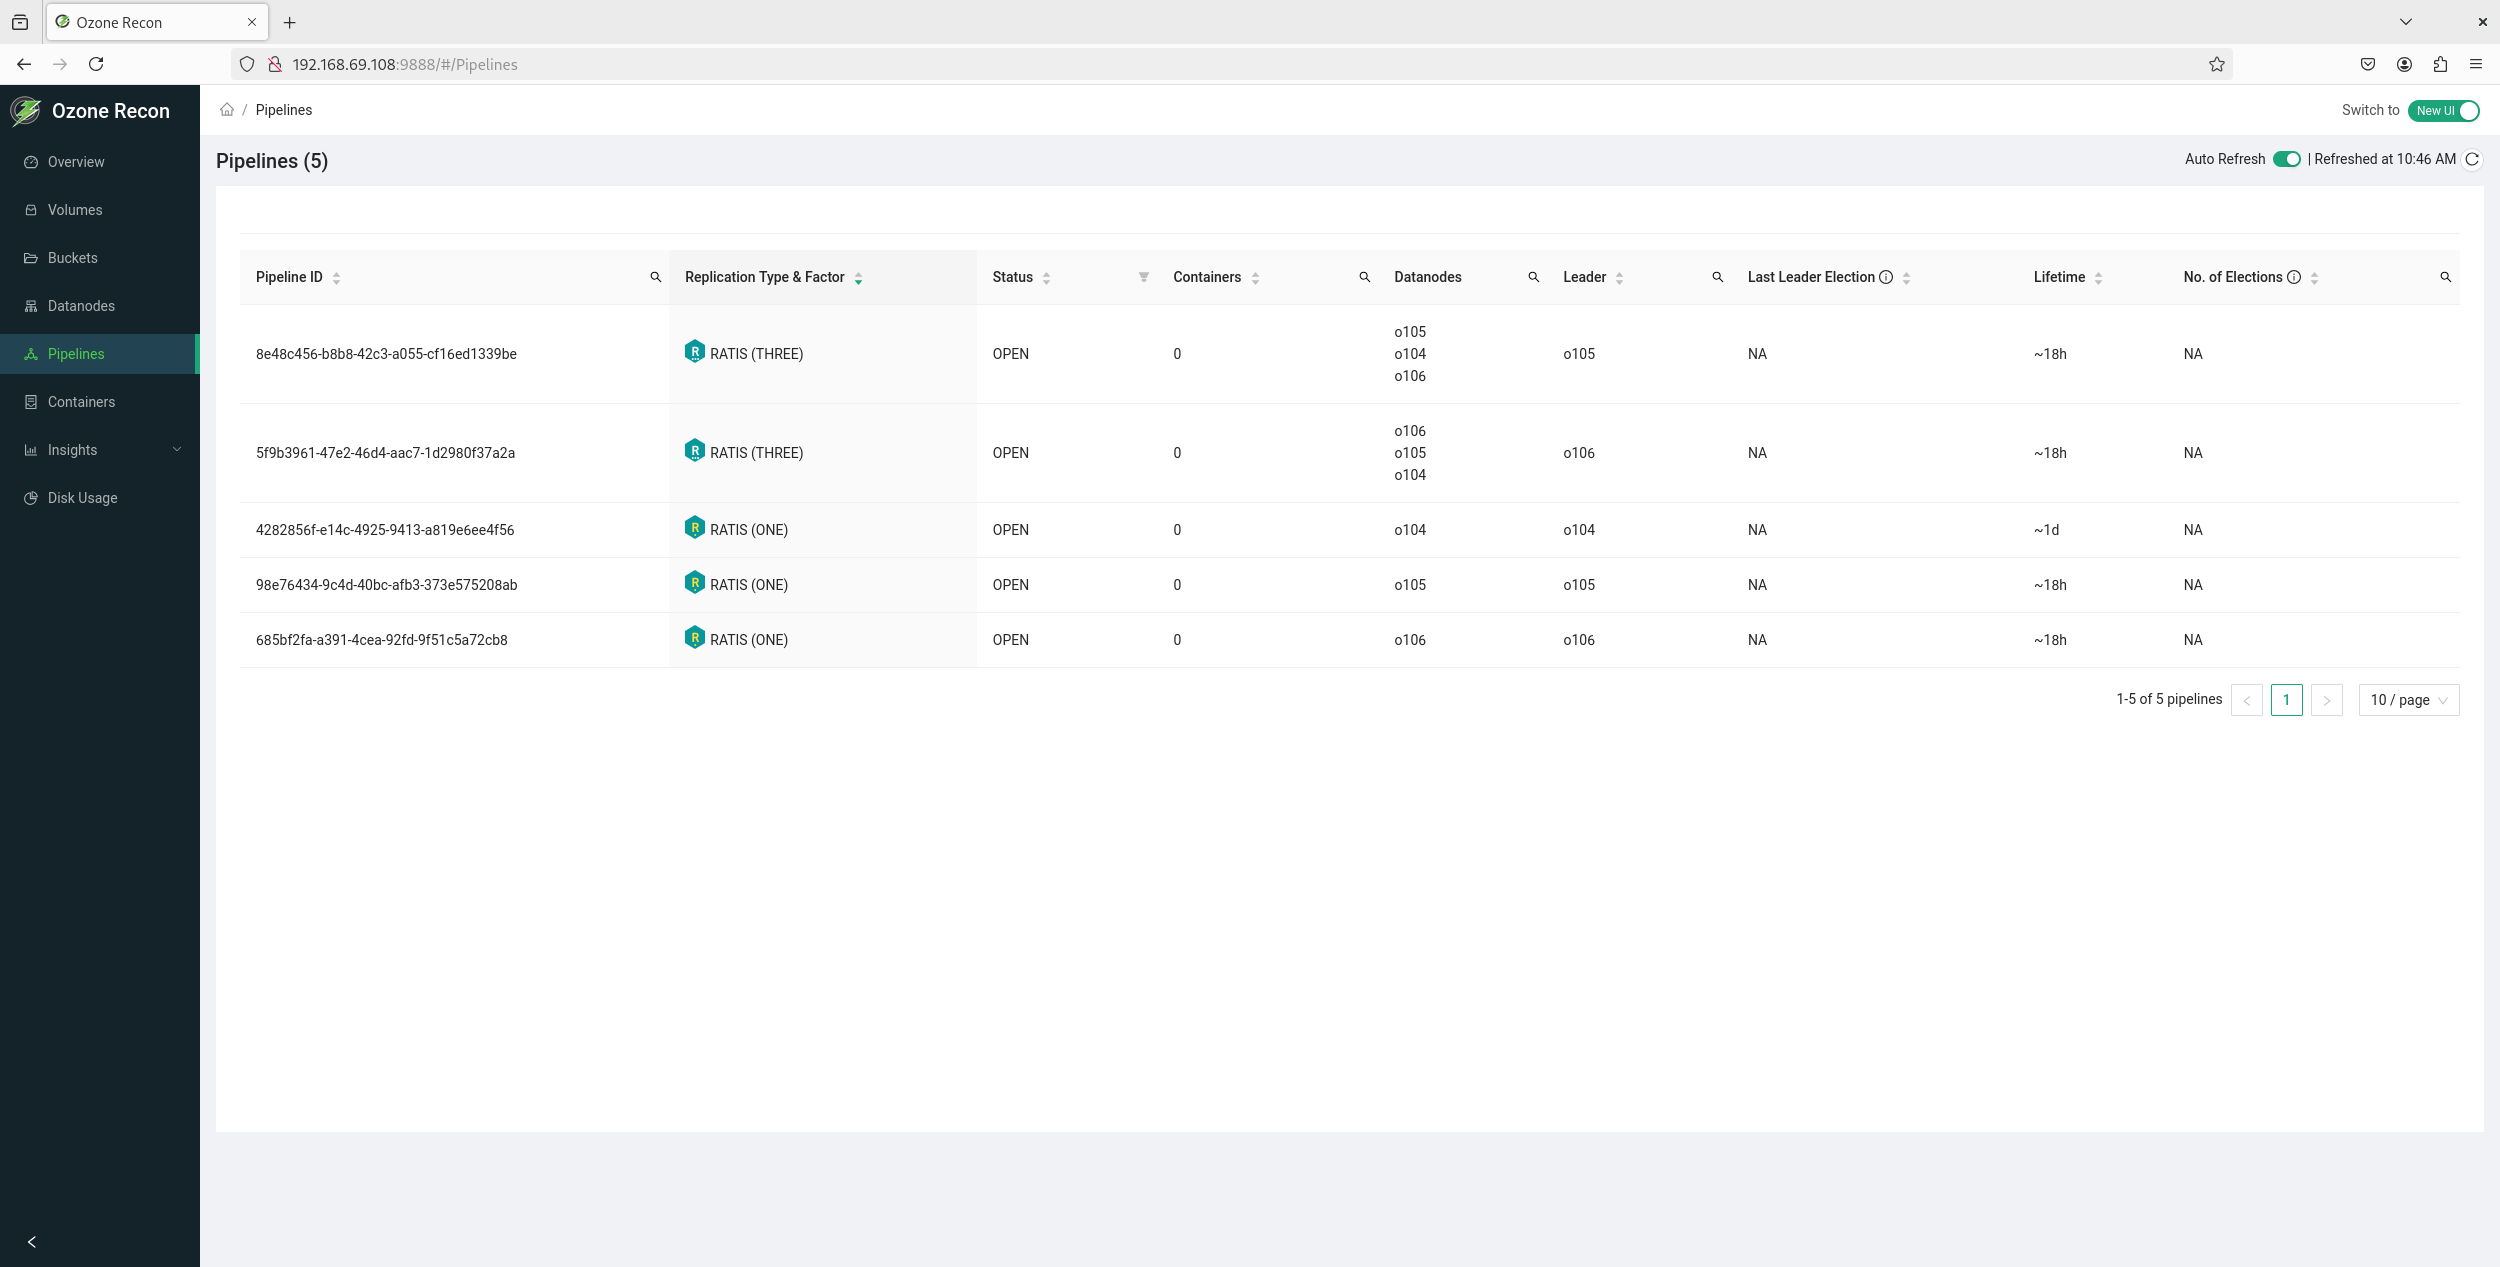 Ozone Recon
192.168.69.108:9888/#/Pipelines
Ozone Recon
Overview
Volumes
Buckets
Datanodes
Pipelines
Containers
Insights
Disk Usage
/ Pipelines
Switch to New UI
Pipelines (5)
Auto Refresh | Refreshed at 10:46 AM
Pipeline ID Replication Type & Factor Status Containers Datanodes Leader Last Leader Election Lifetime No. of Elections
8e48c456-b8b8-42c3-a055-cf16ed1339be R RATIS (THREE) OPEN 0 o105 o104 o106 o105 NA ~18h NA
5f9b3961-47e2-46d4-aac7-1d2980f37a2a R RATIS (THREE) OPEN 0 o106 o105 o104 o106 NA ~18h NA
4282856f-e14c-4925-9413-a819e6ee4f56 R RATIS (ONE) OPEN 0 o104 o104 NA ~1d NA
98e76434-9c4d-40bc-afb3-373e575208ab R RATIS (ONE) OPEN 0 o105 o105 NA ~18h NA
685bf2fa-a391-4cea-92fd-9f51c5a72cb8 R RATIS (ONE) OPEN 0 o106 o106 NA ~18h NA
1-5 of 5 pipelines < 1 > 10 / page